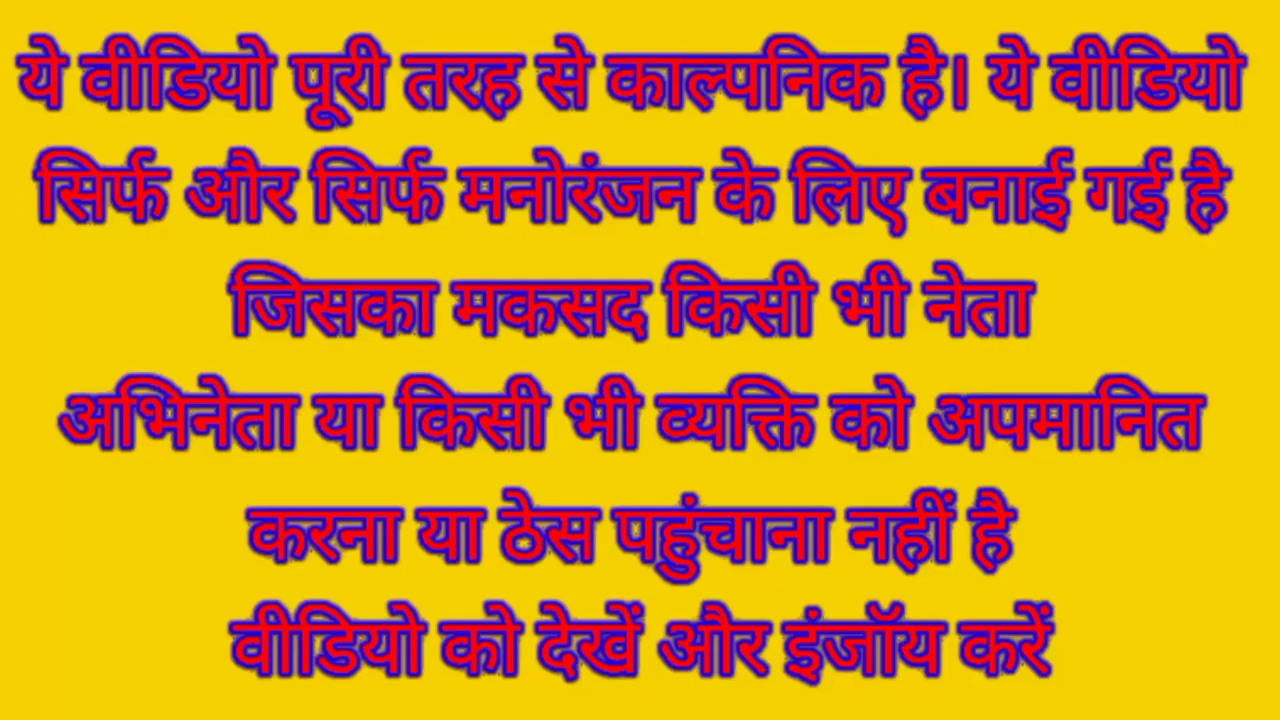 ये वीडियो पूरी तरह से काल्पनिक है। ये वीडियो
सिर्फ और सिर्फ मनोरंजन के लिए बनाई गई है
जिसका मकसद किसी भी नेता
अभिनेता या किसी भी व्यक्ति को अपमानित
करना या ठेस पहुंचाना नहीं है
वीडियो को देखें और इंजॉय करें